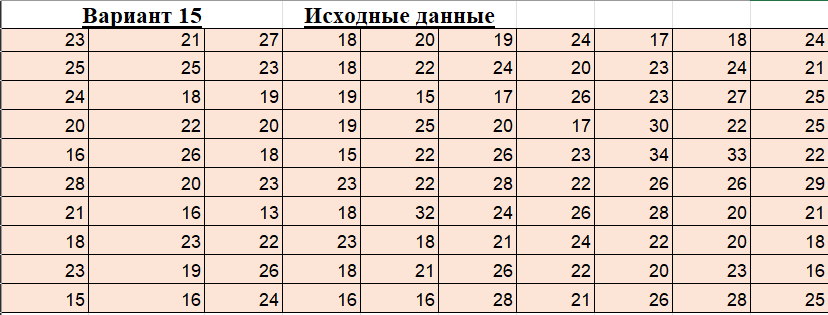 Вариант 15 Исходные данные
23 21 27 18 20 19 24 17 18 24
25 25 23 18 22 24 20 23 24 21
24 18 19 19 15 17 26 23 27 25
20 22 20 19 25 20 17 30 22 25
16 26 18 15 22 26 23 34 33 22
28 20 23 23 22 28 22 26 26 29
21 16 13 18 32 24 26 28 20 21
18 23 22 23 18 21 24 22 20 18
23 19 26 18 21 26 22 20 23 16
15 16 24 16 16 28 21 26 28 25